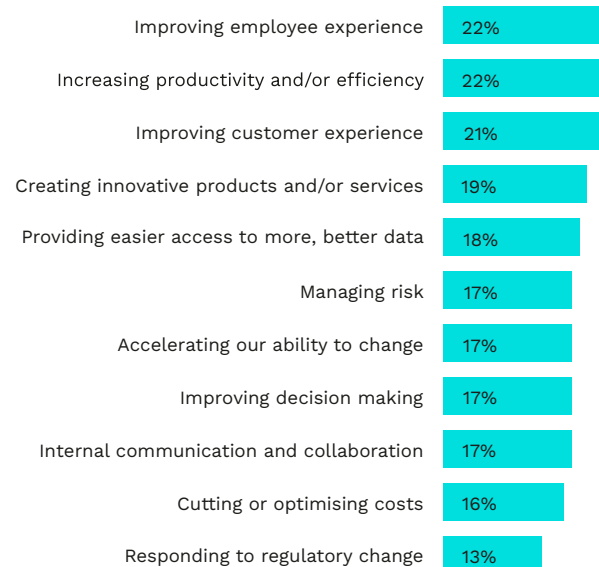 Improving employee experience 22%
Increasing productivity and/or efficiency 22%
Improving customer experience 21%
Creating innovative products and/or services 19%
Providing easier access to more, better data 18%
Managing risk 17%
Accelerating our ability to change 17%
Improving decision making 17%
Internal communication and collaboration 17%
Cutting or optimising costs 16%
Responding to regulatory change 13%